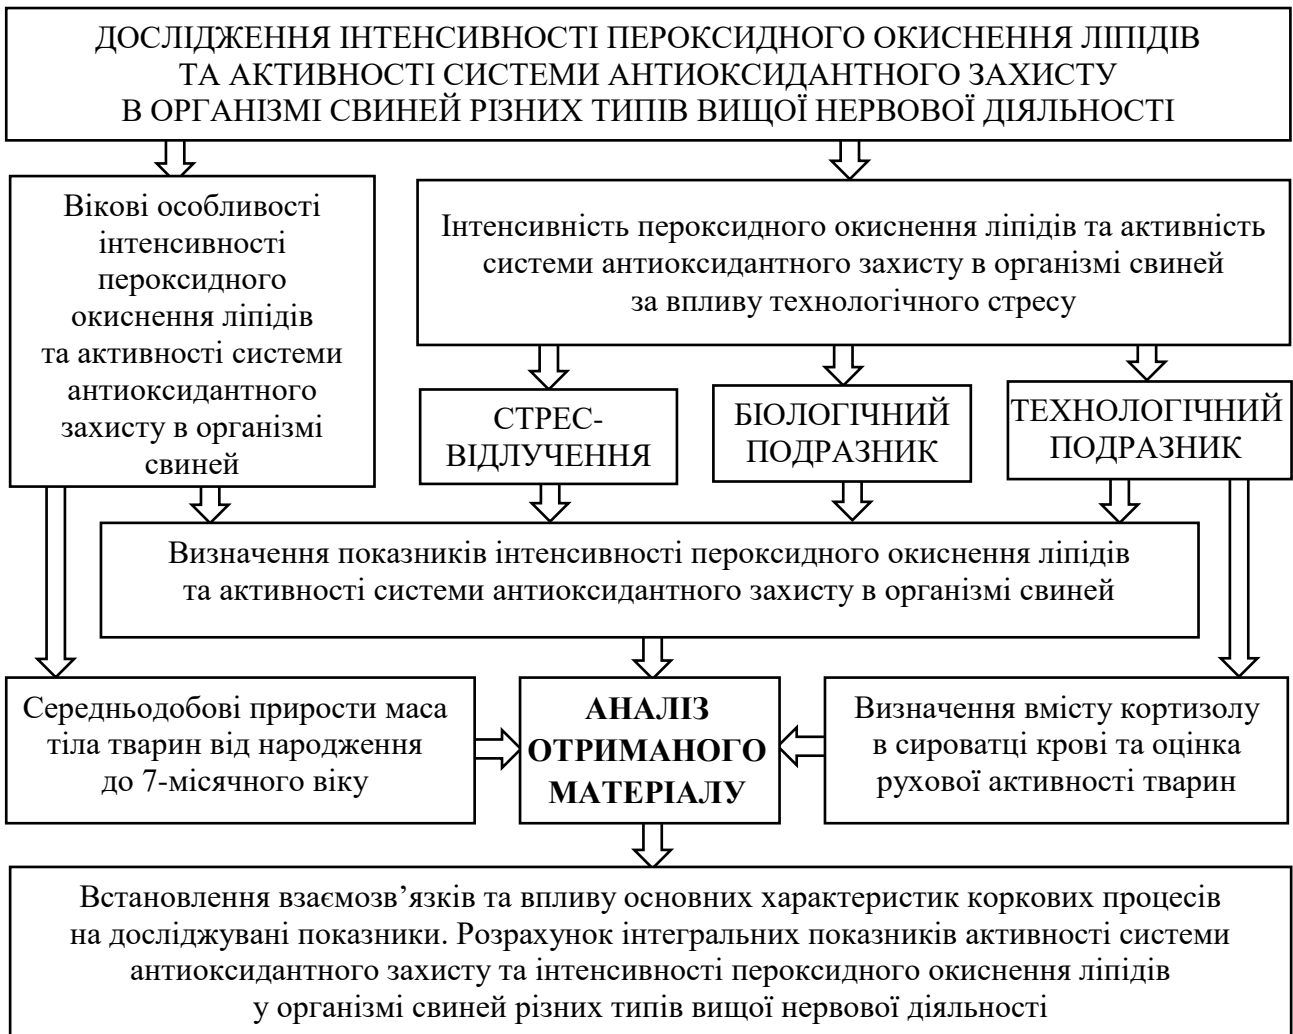 ДОСЛІДЖЕННЯ ІНТЕНСИВНОСТІ ПЕРОКСИДНОГО ОКИСНЕННЯ ЛІПІДІВ
ТА АКТИВНОСТІ СИСТЕМИ АНТИОКСИДАНТНОГО ЗАХИСТУ
В ОРГАНІЗМІ СВИНЕЙ РІЗНИХ ТИПІВ ВИЩОЇ НЕРВОВОЇ ДІЯЛЬНОСТІ
Вікові особливості
інтенсивності
пероксидного
окиснення ліпідів
та активності системи
антиоксидантного
захисту в організмі
свиней
Інтенсивність пероксидного окиснення ліпідів та активність
системи антиоксидантного захисту в організмі свиней
за впливу технологічного стресу
СТРЕС-
ВІДЛУЧЕННЯ
БІОЛОГІЧНИЙ
ПОДРАЗНИК
ТЕХНОЛОГІЧНИЙ
ПОДРАЗНИК
Визначення показників інтенсивності пероксидного окиснення ліпідів
та активності системи антиоксидантного захисту в організмі свиней
Середньодобові прирости маса
тіла тварин від народження
до 7-місячного віку
АНАЛІЗ
ОТРИМАНОГО
МАТЕРІАЛУ
Визначення вмісту кортизолу
в сироватці крові та оцінка
рухової активності тварин
Встановлення взаємозв’язків та впливу основних характеристик коркових процесів
на досліджувані показники. Розрахунок інтегральних показників активності системи
антиоксидантного захисту та інтенсивності пероксидного окиснення ліпідів
у організмі свиней різних типів вищої нервової діяльності